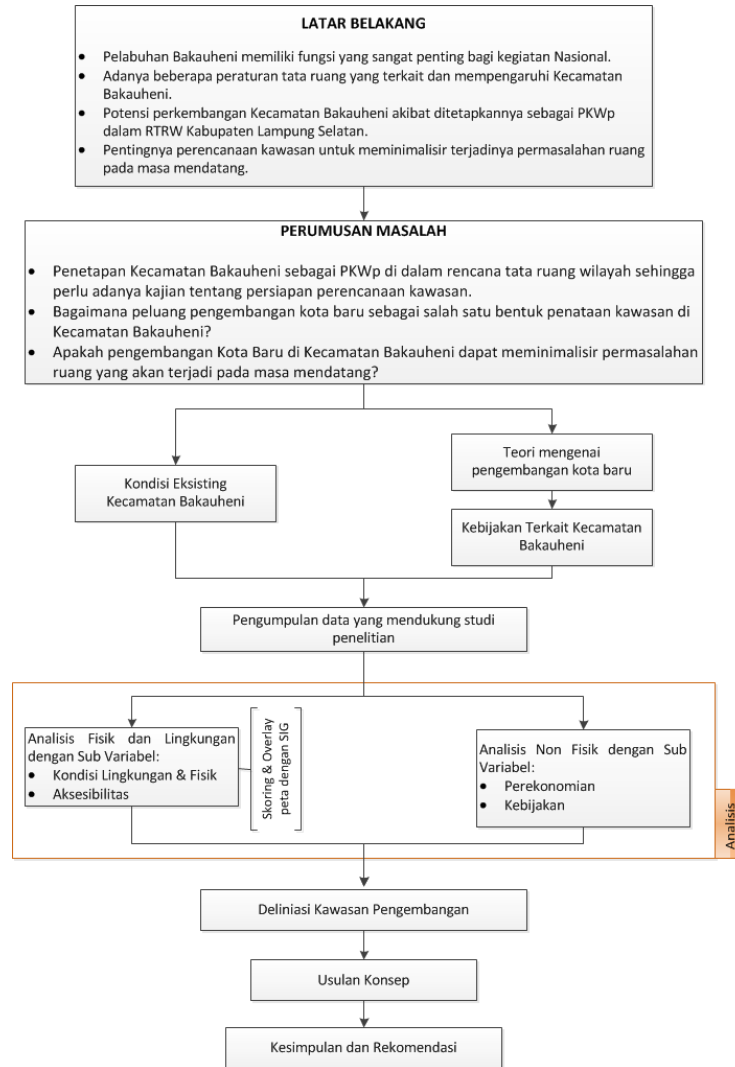 LATAR BELAKANG
• Pelabuhan Bakauheni memiliki fungsi yang sangat penting bagi kegiatan Nasional.
• Adanya beberapa peraturan tata ruang yang terkait dan mempengaruhi Kecamatan
Bakauheni.
• Potensi perkembangan Kecamatan Bakauheni akibat ditetapkannya sebagai PKWp
dalam RTRW Kabupaten Lampung Selatan.
• Pentingnya perencanaan kawasan untuk meminimalisir terjadinya permasalahan ruang
pada masa mendatang.
PERUMUSAN MASALAH
• Penetapan Kecamatan Bakauheni sebagai PKWp di dalam rencana tata ruang wilayah sehingga
perlu adanya kajian tentang persiapan perencanaan kawasan.
• Bagaimana peluang pengembangan kota baru sebagai salah satu bentuk penataan kawasan di
Kecamatan Bakauheni?
• Apakah pengembangan Kota Baru di Kecamatan Bakauheni dapat meminimalisir permasalahan
ruang yang akan terjadi pada masa mendatang?
Kondisi Eksisting
Kecamatan Bakauheni
Teori mengenai
pengembangan kota baru
Kebijakan Terkait Kecamatan
Bakauheni
Pengumpulan data yang mendukung studi
penelitian
Analisis Fisik dan Lingkungan
dengan Sub Variabel:
• Kondisi Lingkungan & Fisik
• Aksesibilitas
Skoring & Overlay
peta dengan SIG
Analisis Non Fisik dengan Sub
Variabel:
• Perekonomian
• Kebijakan
Analisis
Deliniasi Kawasan Pengembangan
Usulan Konsep
Kesimpulan dan Rekomendasi